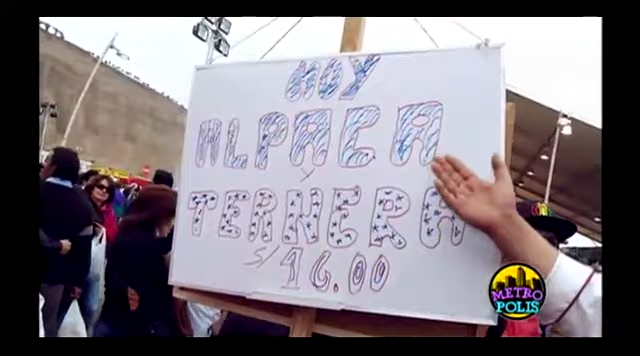 HOY
ALPACA
Y
TERNERA
S/ 16.00
METRO
POLIS